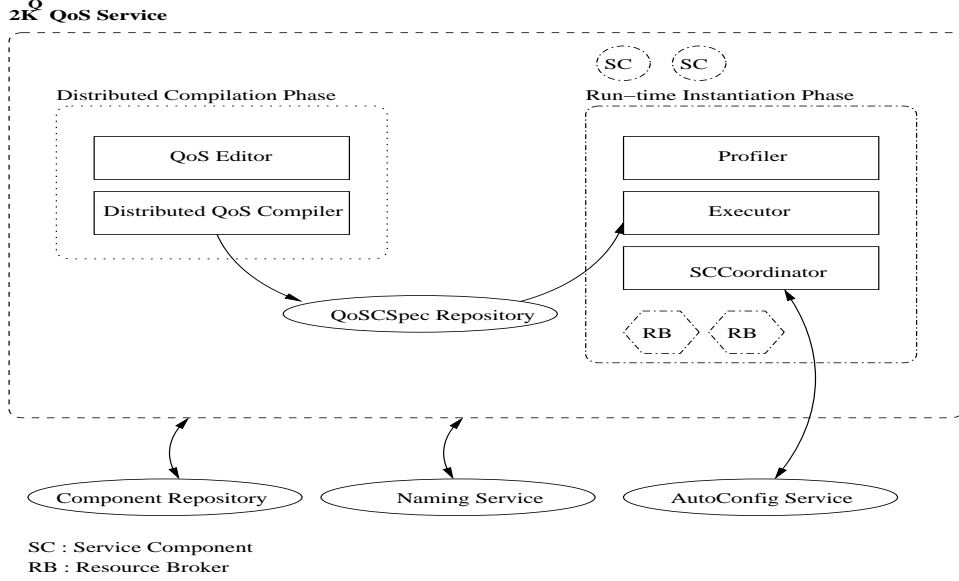 2K^Q QoS Service
SC SC
Distributed Compilation Phase
Run-time Instantiation Phase
QoS Editor
Profiler
Distributed QoS Compiler
Executor
SCCoordinator
QoSCSpec Repository
RB RB
Component Repository
Naming Service
AutoConfig Service
SC : Service Component
RB : Resource Broker